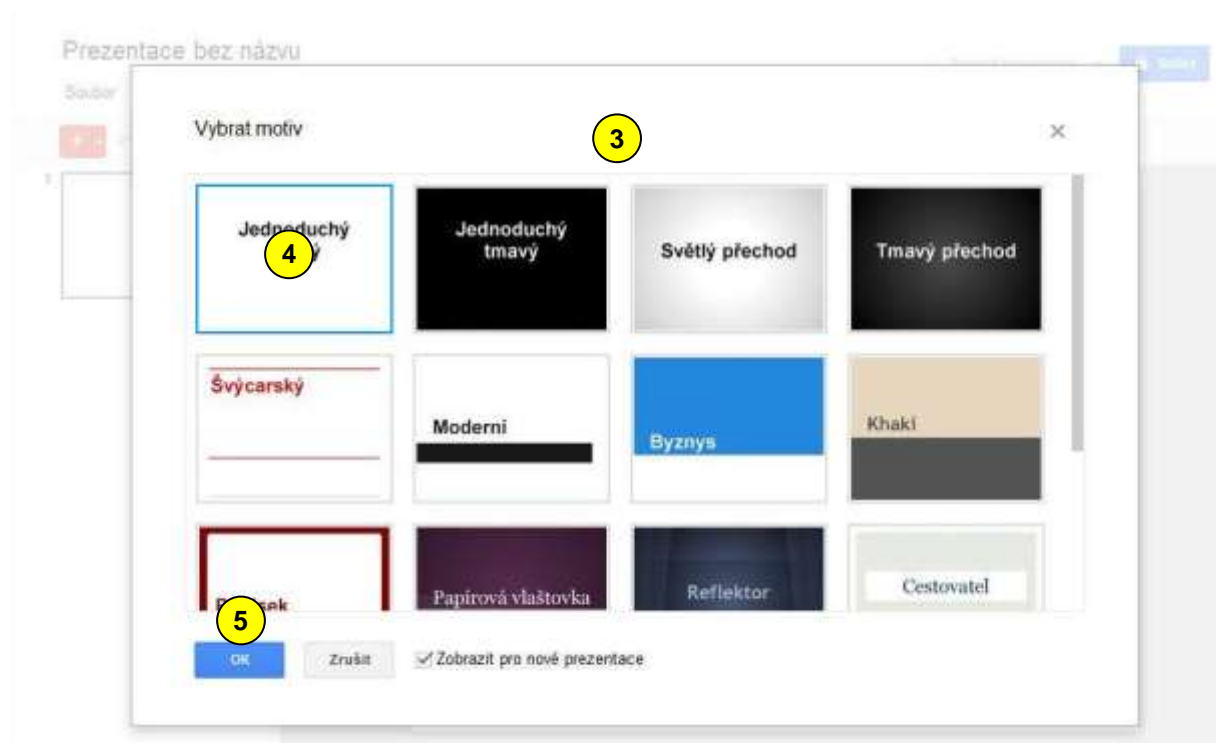 Prezentace bez názvu
Soubor
Vybrat motiv
3
1
Jednoduchý
4
Jednoduchý
tmavý
Světlý přechod
Tmavý přechod
Švýcarský
Moderní
Byznys
Khaki
Papírová vlaštovka
Reflektor
Cestovatel
5
OK
Zrušit
Zobrazit pro nové prezentace